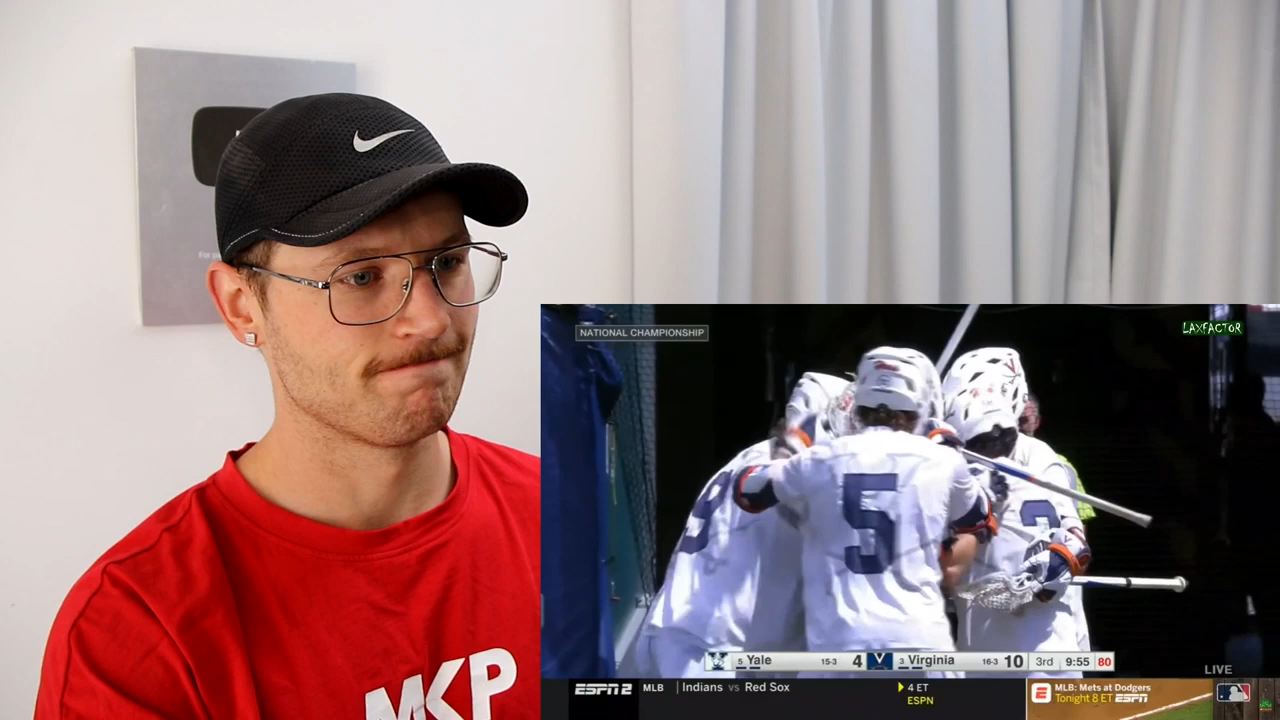 For
MKP
NATIONAL CHAMPIONSHIP
LAXFACTOR
5
5 Yale 15-3 4 V 3 Virginia 16-3 10 3rd 9:55 80
LIVE
ESPN2 MLB Indians vs Red Sox 4 ET
ESPN
E MLB: Mets at Dodgers
Tonight 8 ET ESPN